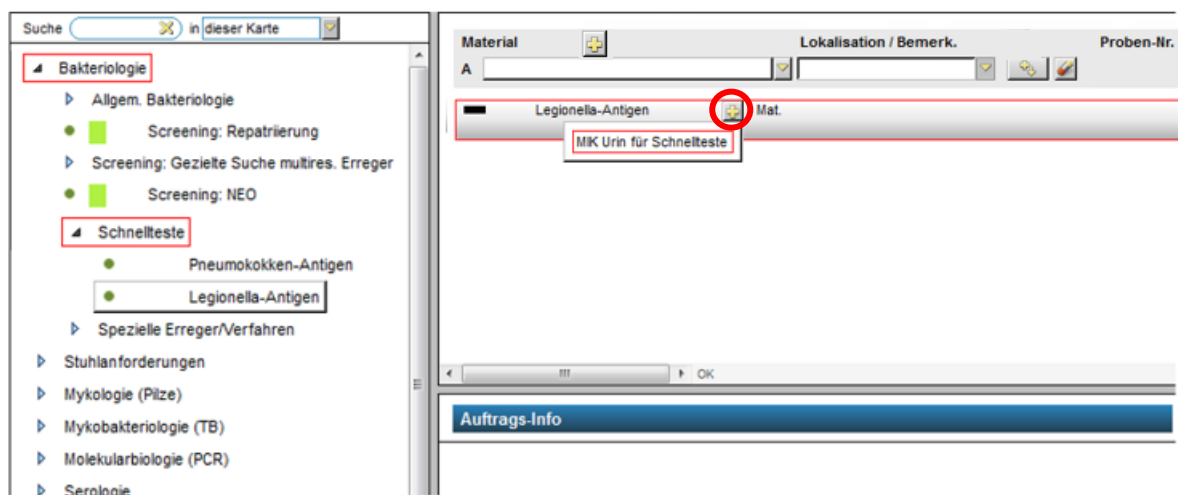 Suche in dieser Karte
Bakteriologie
Allgem. Bakteriologie
Screening: Repatriierung
Screening: Gezielte Suche multires. Erreger
Screening: NEO
Schnellteste
Pneumokokken-Antigen
Legionella-Antigen
Spezielle Erreger/Verfahren
Stuhlanforderungen
Mykologie (Pilze)
Mykobakteriologie (TB)
Molekularbiologie (PCR)
Serologie
Material Lokalisation / Bemerk. Proben-Nr.
A
Legionella-Antigen Mat.
MIK Urin für Schnellteste
OK
Auftrags-Info